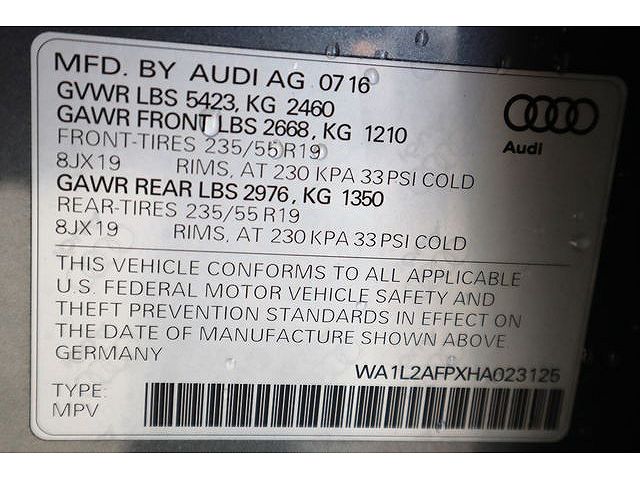 MFD. BY AUDI AG 0716
GVWR LBS 5423, KG 2460
GAWR FRONT LBS 2668, KG 1210
FRONT-TIRES 235/55 R19
8JX19 RIMS, AT 230 KPA 33 PSI COLD
GAWR REAR LBS 2976, KG 1350
REAR-TIRES 235/55 R19
8JX19 RIMS, AT 230 KPA 33 PSI COLD
Audi
THIS VEHICLE CONFORMS TO ALL APPLICABLE
U.S. FEDERAL MOTOR VEHICLE SAFETY AND
THEFT PREVENTION STANDARDS IN EFFECT ON
THE DATE OF MANUFACTURE SHOWN ABOVE
GERMANY
WA1L2AFPXHA023125
TYPE:
MPV